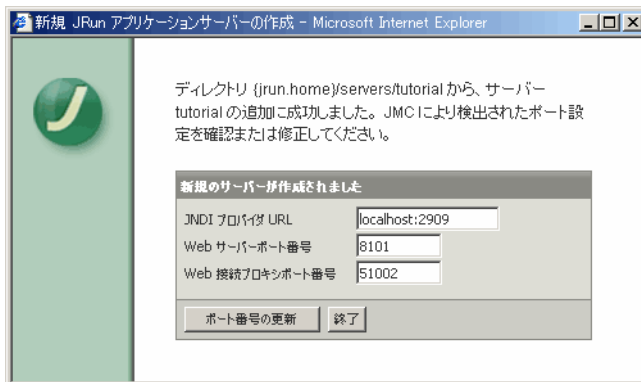 新規 JRun アプリケーションサーバーの作成 - Microsoft Internet Explorer
ディレクトリ {jrun.home}/servers/tutorial から、サーバー
tutorial の追加に成功しました。JMC により検出されたポート設
定を確認または修正してください。
新規のサーバーが作成されました
JNDI プロバイダ URL localhost:2909
Web サーバーポート番号 8101
Web 接続プロキシポート番号 51002
ポート番号の更新 終了